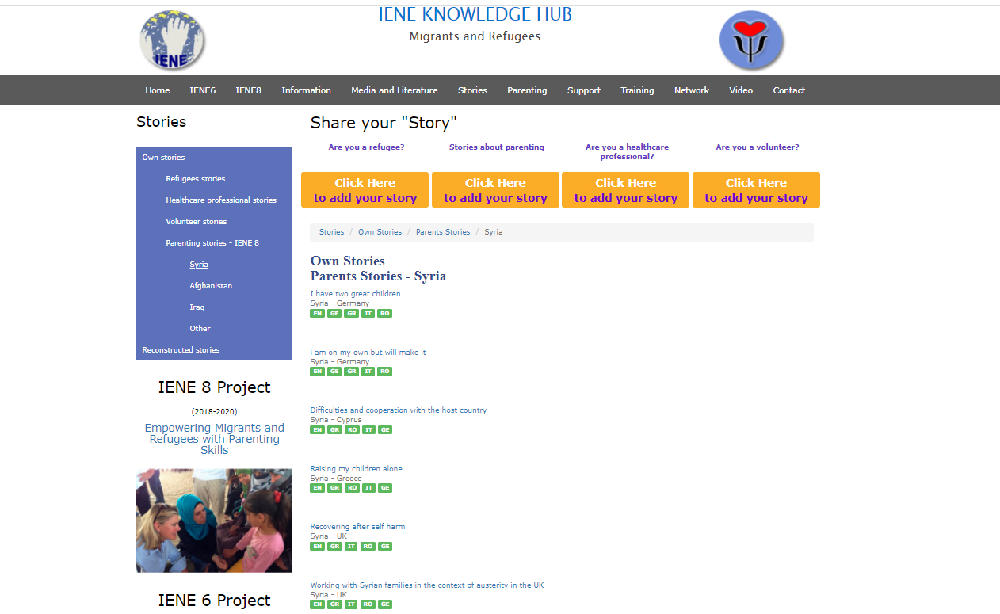 IENE KNOWLEDGE HUB
Migrants and Refugees
IENE
Home IENE6 IENE8 Information Media and Literature Stories Parenting Support Training Network Video Contact
Stories
Own stories
Refugees stories
Healthcare professional stories
Volunteer stories
Parenting stories - IENE 8
Syria
Afghanistan
Iraq
Other
Reconstructed stories
IENE 8 Project
(2018-2020)
Empowering Migrants and
Refugees with Parenting
Skills
IENE 6 Project
Share your "Story"
Are you a refugee?
Click Here
to add your story
Stories about parenting
Click Here
to add your story
Are you a healthcare
professional?
Click Here
to add your story
Are you a volunteer?
Click Here
to add your story
Stories / Own Stories / Parents Stories / Syria
Own Stories
Parents Stories - Syria
I have two great children
Syria - Germany
EN GE GR IT RO
i am on my own but will make it
Syria - Germany
EN GE GR IT RO
Difficulties and cooperation with the host country
Syria - Cyprus
EN GR RO IT GE
Raising my children alone
Syria - Greece
EN GR RO IT GE
Recovering after self harm
Syria - UK
EN GR IT RO GE
Working with Syrian families in the context of austerity in the UK
Syria - UK
EN GR IT RO GE